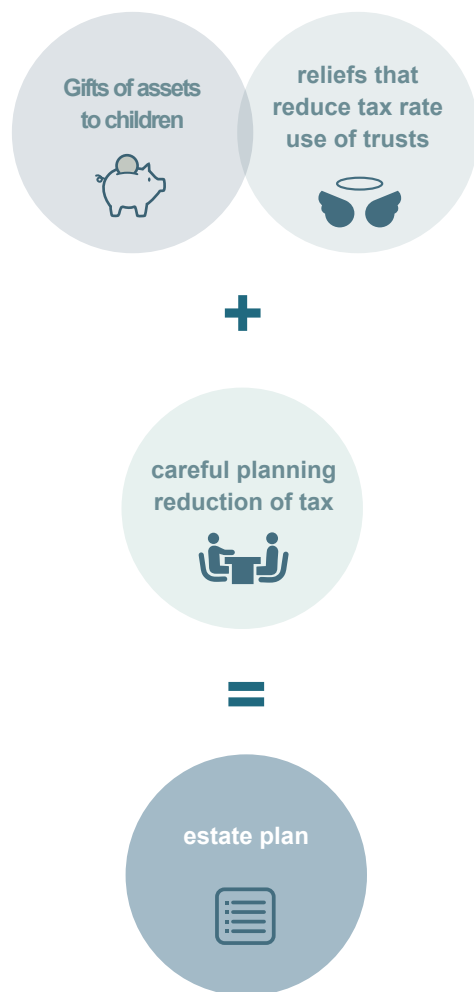 Gifts of assets
to children
reliefs that
reduce tax rate
use of trusts
+
careful planning
reduction of tax
=
estate plan